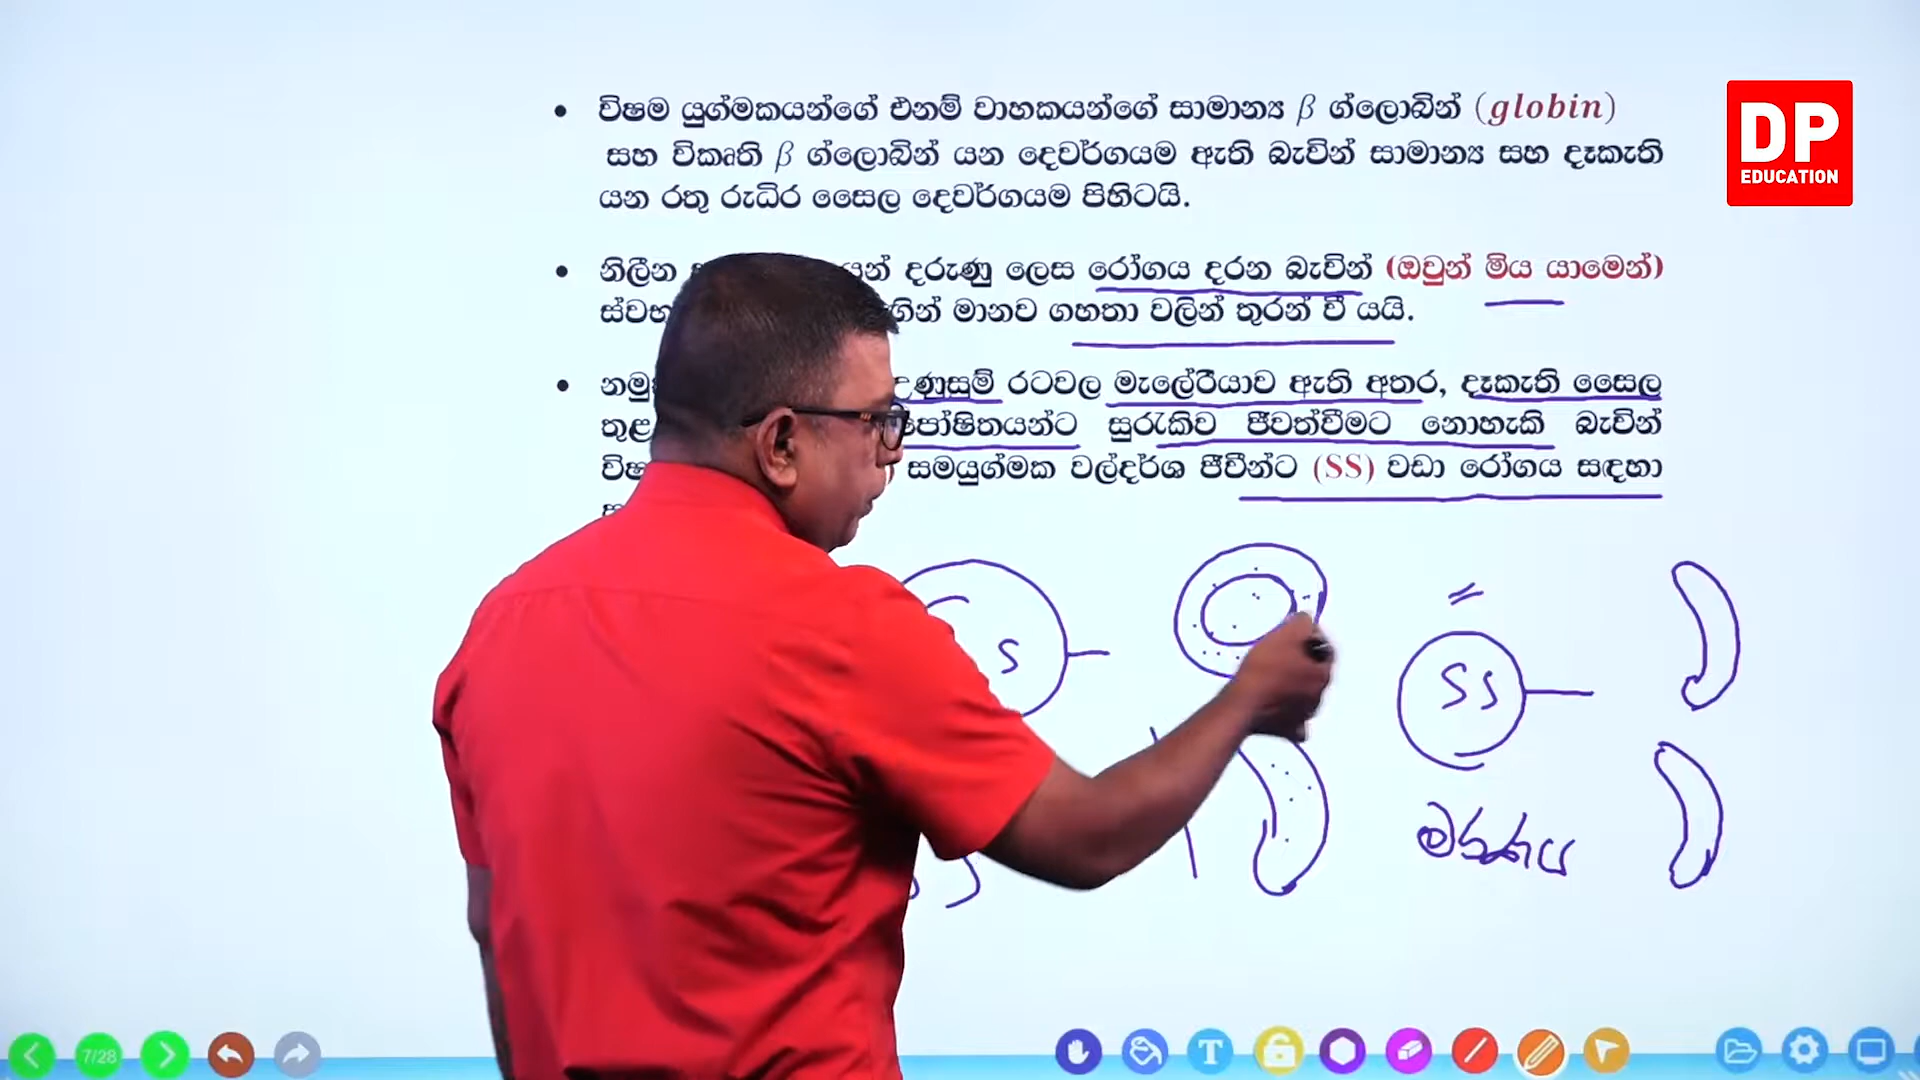 විෂම යුග්මකයන්ගේ එනම් වාහකයන්ගේ සාමාන්‍ය β ග්ලොබින් (globin)
සහ විකෘති β ග්ලොබින් යන දෙවර්ගයම ඇති බැවින් සාමාන්‍ය සහ දෑකැති
යන රතු රුධිර සෛල දෙවර්ගයම පිහිටයි.
නිලීන දරුණු ලෙස රෝගය දරන බැවින් (ඔවුන් මිය යාමෙන්)
මානව ගහනා වලින් තුරන් වී යයි.
උණුසුම් රටවල මැලේරියාව ඇති අතර, දෑකැති සෛල
තුළ සුරැකිව ජීවත්වීමට නොහැකි බැවින්
සමයුග්මක වල්දර්ශ ජීවීන්ට (SS) වඩා රෝගය සඳහා
S
SS
මරණය
DP
EDUCATION
7/28
T